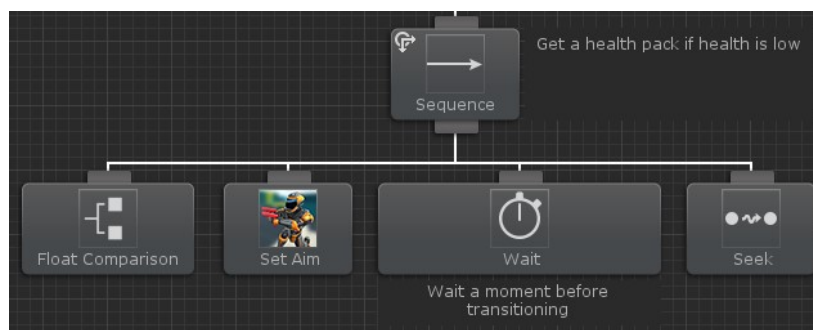 Get a health pack if health is low
Sequence
Float Comparison
Set Aim
Wait
Seek
Wait a moment before
transitioning